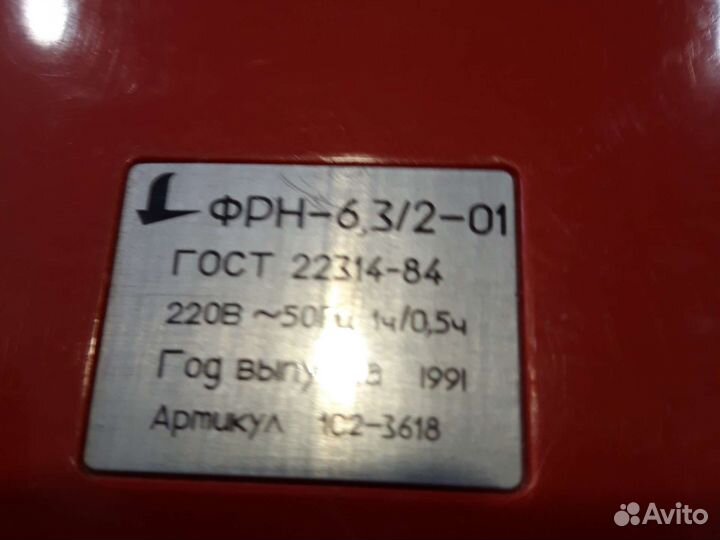 ФРН-6,3/2-01
ГОСТ 22314-84
220В ~50Гц 1ч/0,5ч
Год выпуска 1991
Артикул 1С2-3618
Avito